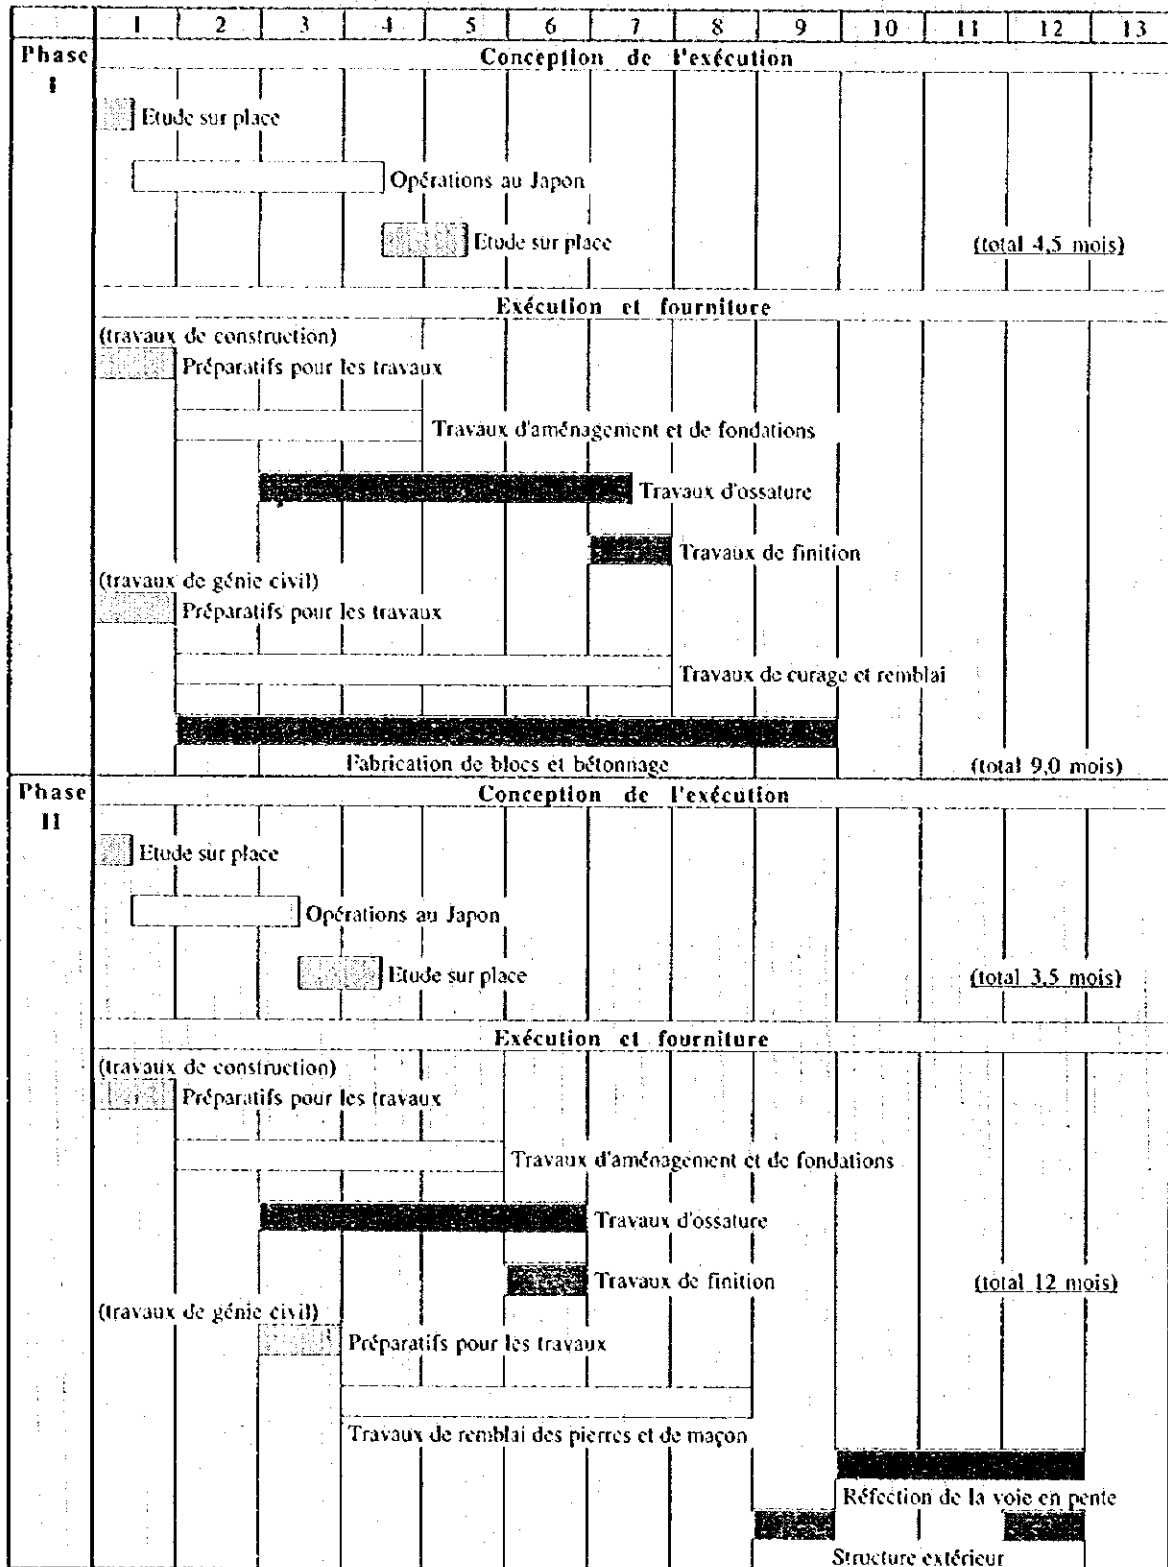 1 2 3 4 5 6 7 8 9 10 11 12 13
Phase Conception de l'exécution
I
Etude sur place
Opérations au Japon
Etude sur place (total 4,5 mois)
Exécution et fourniture
(travaux de construction)
Préparatifs pour les travaux
Travaux d'aménagement et de fondations
Travaux d'ossature
Travaux de finition
(travaux de génie civil)
Préparatifs pour les travaux
Travaux de curage et remblai
Fabrication de blocs et bétonnage (total 9,0 mois)
Phase Conception de l'exécution
II
Etude sur place
Opérations au Japon
Etude sur place (total 3,5 mois)
Exécution et fourniture
(travaux de construction)
Préparatifs pour les travaux
Travaux d'aménagement et de fondations
Travaux d'ossature
Travaux de finition (total 12 mois)
(travaux de génie civil)
Préparatifs pour les travaux
Travaux de remblai des pierres et de maçon
Réfection de la voie en pente
Structure extérieur